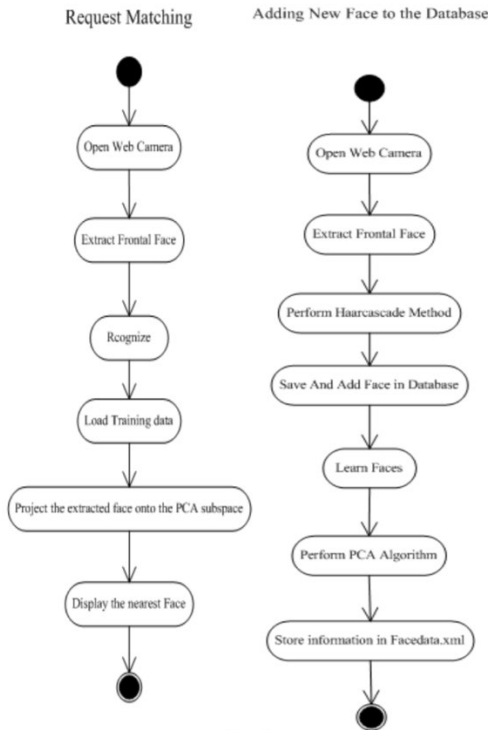 Request Matching
Open Web Camera
Extract Frontal Face
Rcognize
Load Training data
Project the extracted face onto the PCA subspace
Display the nearest Face
Adding New Face to the Database
Open Web Camera
Extract Frontal Face
Perform Haarcascade Method
Save And Add Face in Database
Learn Faces
Perform PCA Algorithm
Store information in Facedata.xml